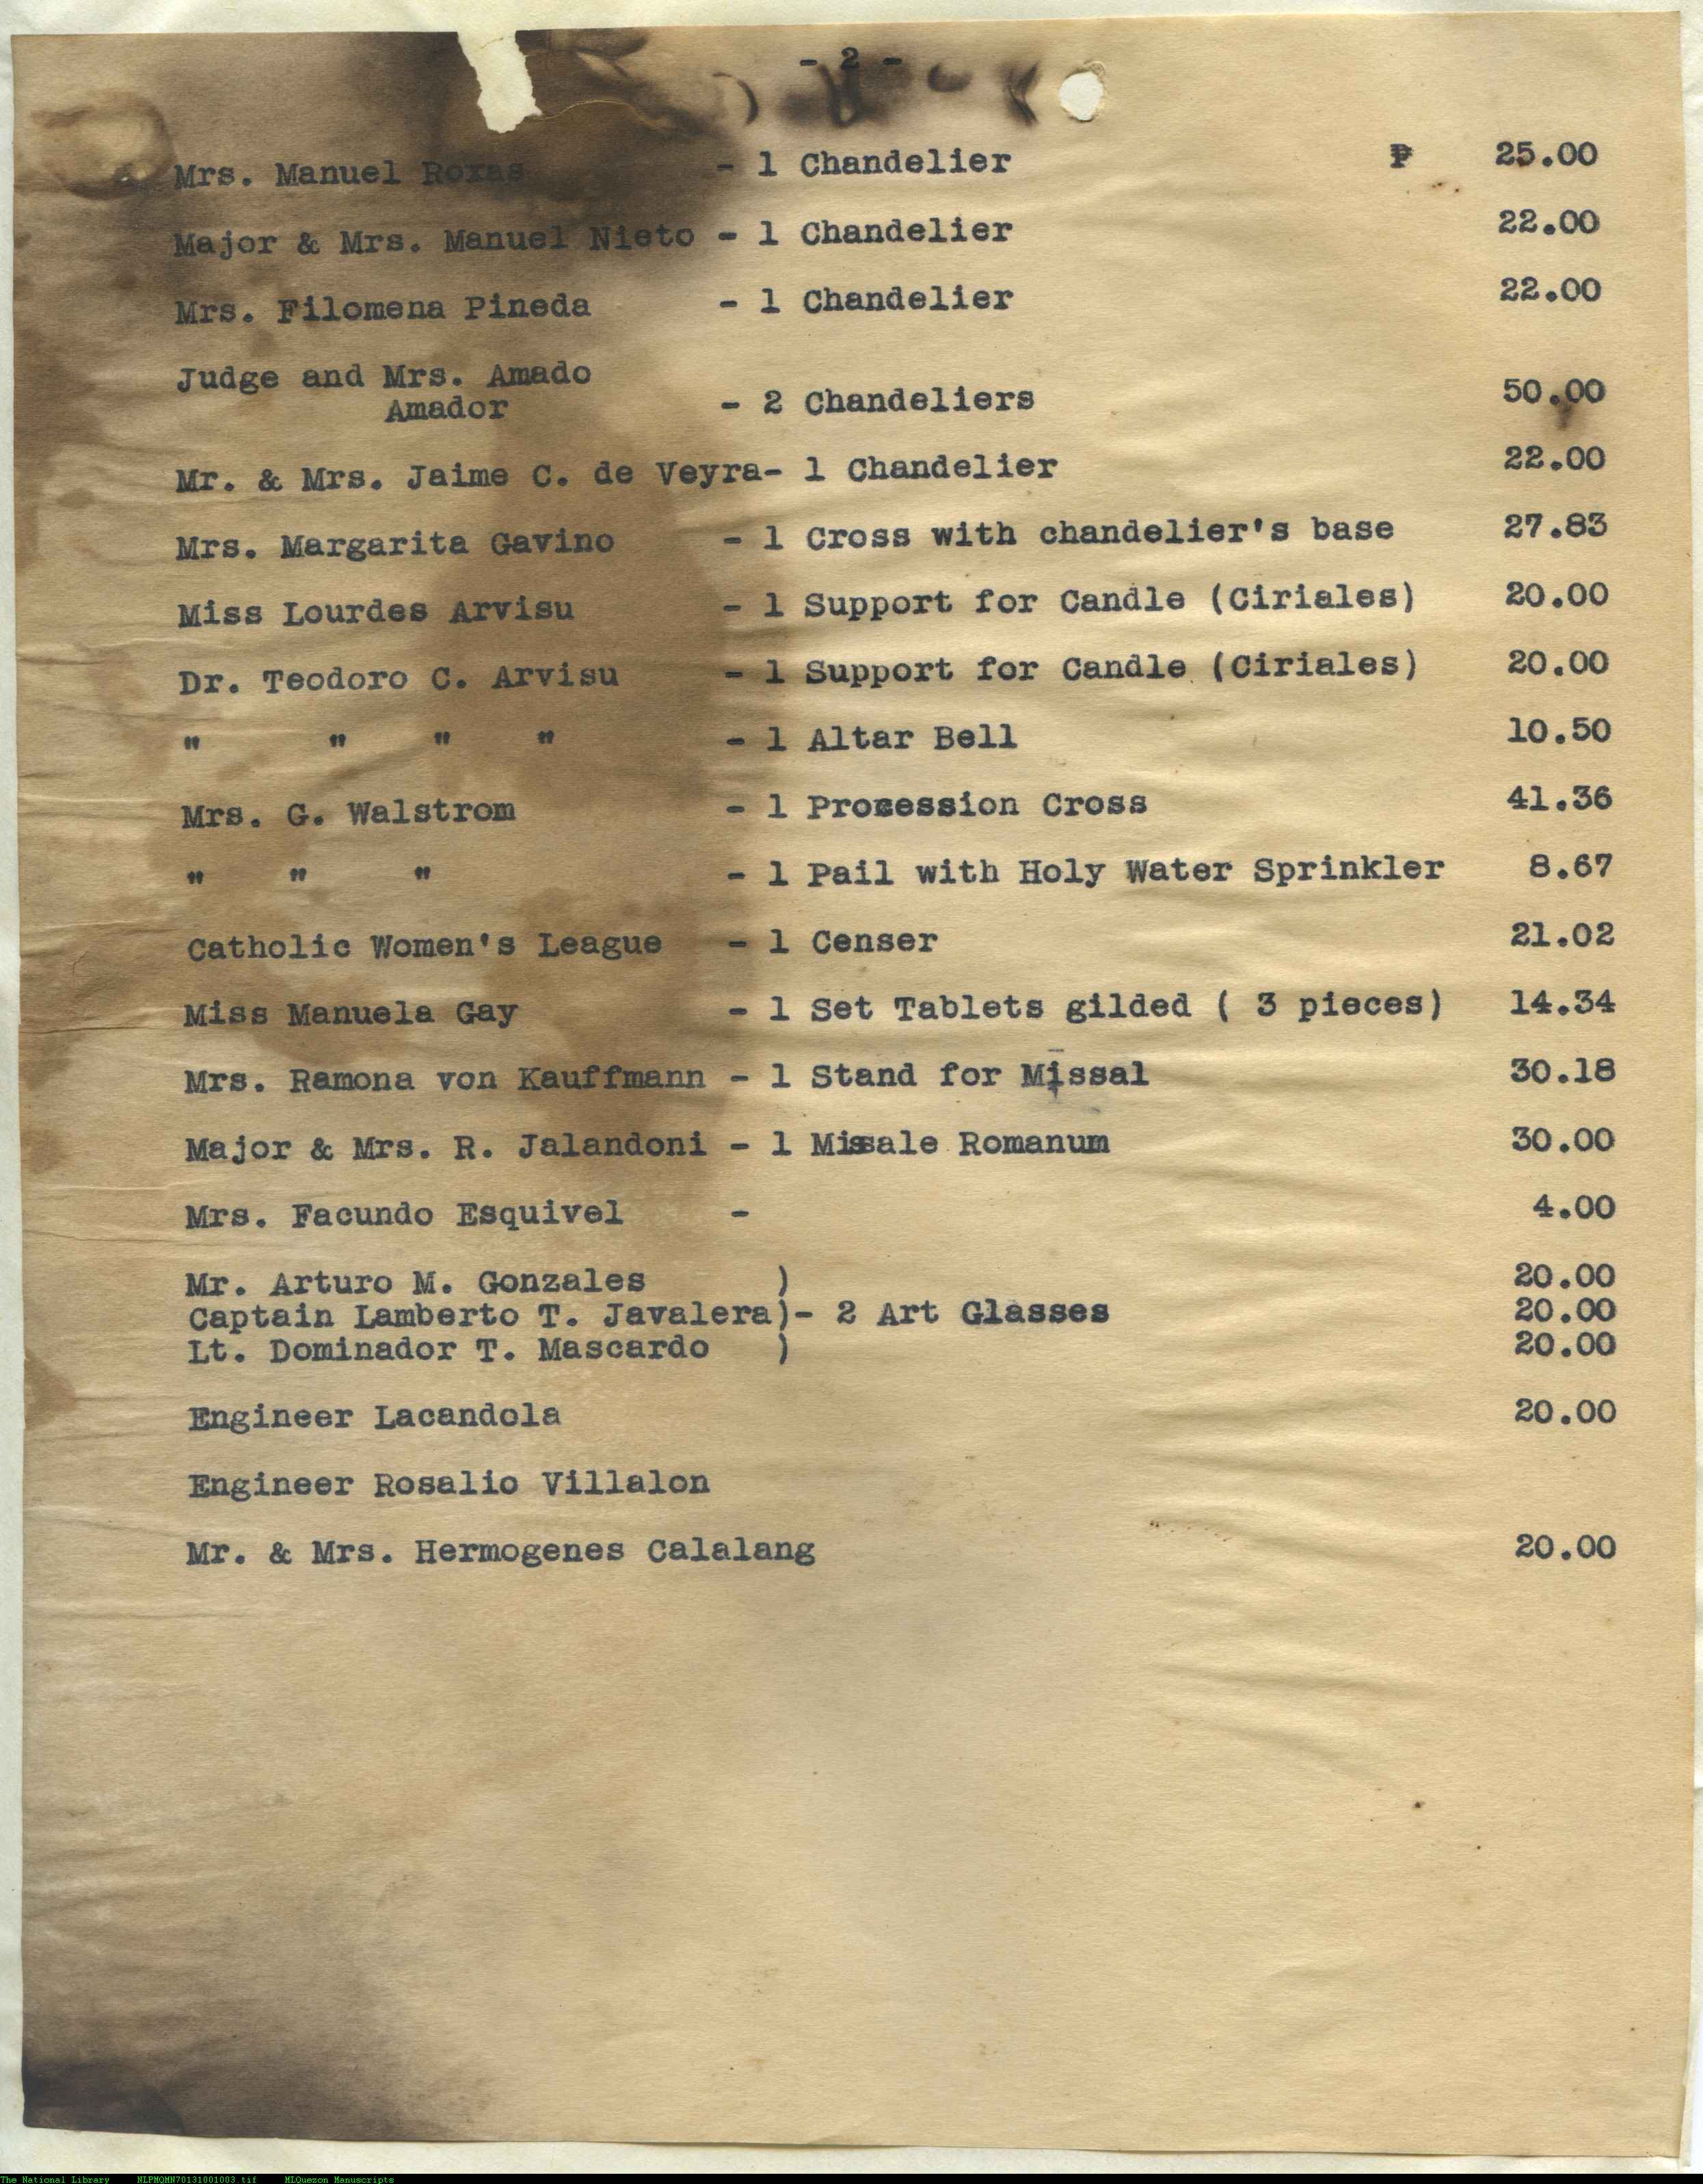 - 2 -
Mrs. Manuel Roxas - 1 Chandelier ₱ 25.00
Major & Mrs. Manuel Nieto - 1 Chandelier 22.00
Mrs. Filomena Pineda - 1 Chandelier 22.00
Judge and Mrs. Amado
Amador - 2 Chandeliers 50.00
Mr. & Mrs. Jaime C. de Veyra- 1 Chandelier 22.00
Mrs. Margarita Gavino - 1 Cross with chandelier's base 27.83
Miss Lourdes Arvisu - 1 Support for Candle (Ciriales) 20.00
Dr. Teodoro C. Arvisu - 1 Support for Candle (Ciriales) 20.00
" " " " - 1 Altar Bell 10.50
Mrs. G. Walstrom - 1 Procession Cross 41.36
" " " - 1 Pail with Holy Water Sprinkler 8.67
Catholic Women's League - 1 Censer 21.02
Miss Manuela Gay - 1 Set Tablets gilded ( 3 pieces) 14.34
Mrs. Ramona von Kauffmann - 1 Stand for Missal 30.18
Major & Mrs. R. Jalandoni - 1 Missale Romanum 30.00
Mrs. Facundo Esquivel - 4.00
Mr. Arturo M. Gonzales ) 20.00
Captain Lamberto T. Javalera)- 2 Art Glasses 20.00
Lt. Dominador T. Mascardo ) 20.00
Engineer Lacandola 20.00
Engineer Rosalio Villalon
Mr. & Mrs. Hermogenes Calalang 20.00
The National Library NLPMQMN70131001003.tif MLQuezon Manuscripts